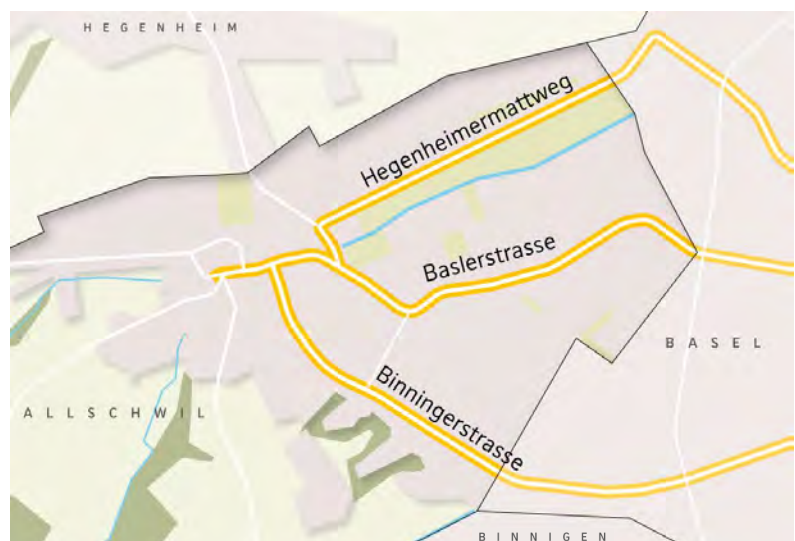 HEGENHEIM
Hegenheimermattweg
Baslerstrasse
BASEL
Binningerstrasse
ALLSCHWIL
BINNIGEN